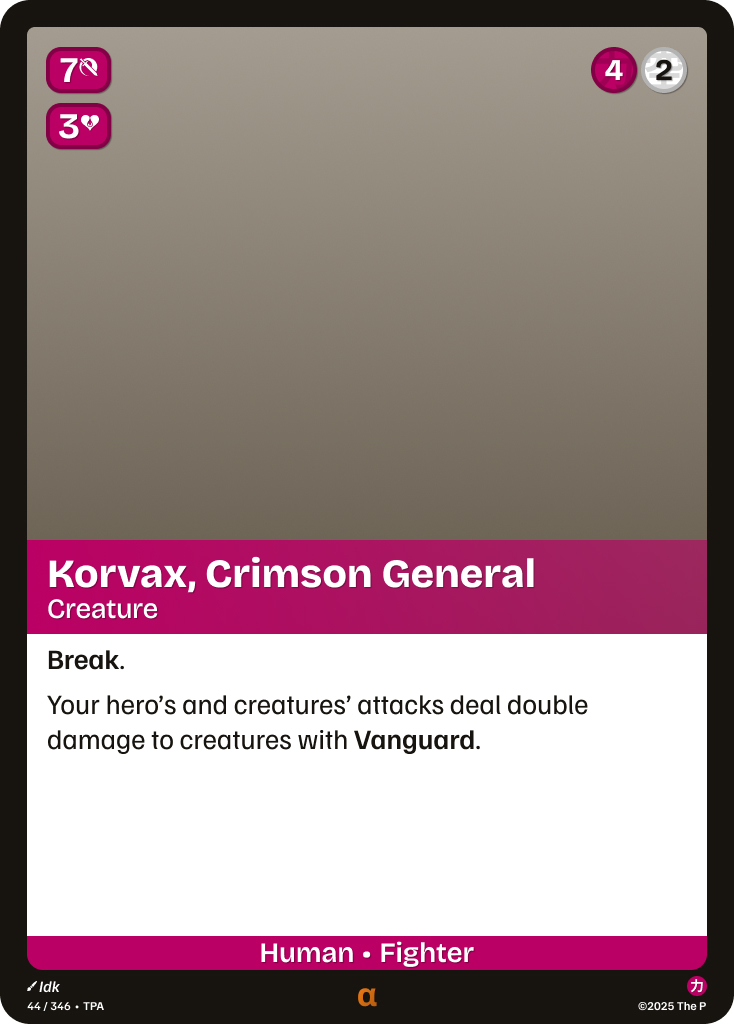 7
4 2
3
Korvax, Crimson General
Creature
Break.
Your hero’s and creatures’ attacks deal double
damage to creatures with Vanguard.
Human • Fighter
Idk
カ
44 / 346 • TPA
α
©2025 The P